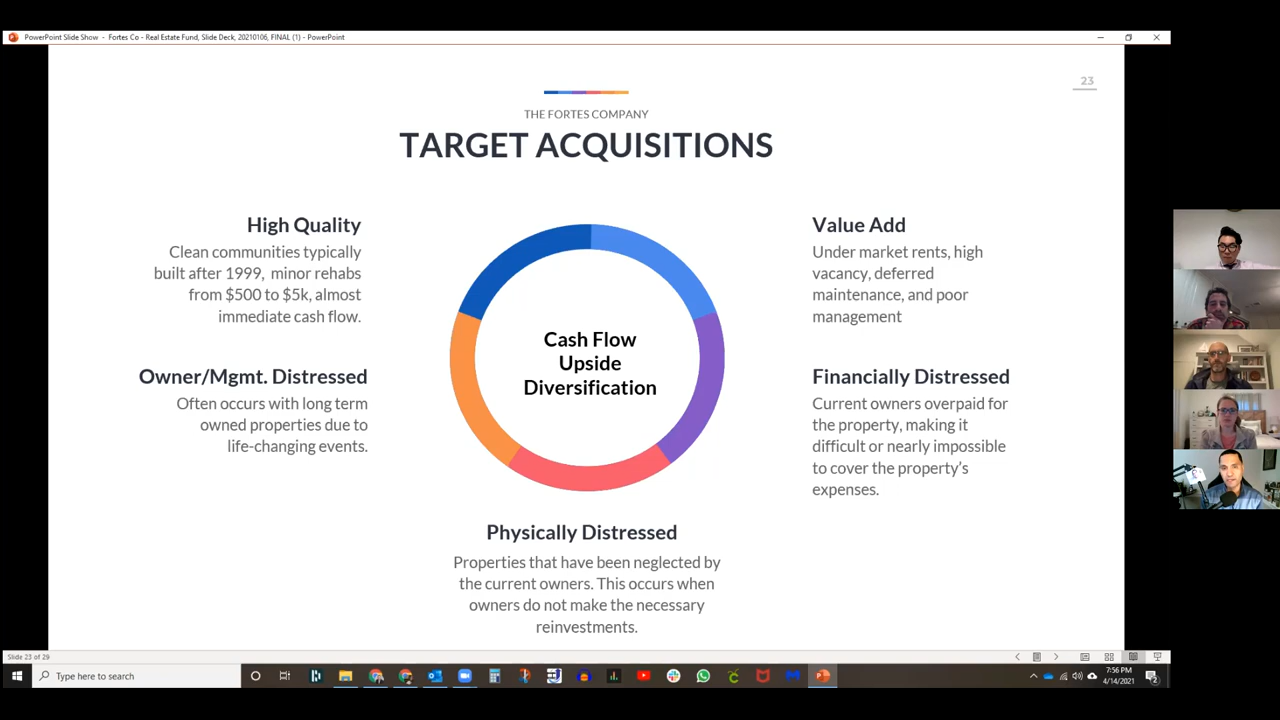 PowerPoint Slide Show - Fortes Co - Real Estate Fund, Slide Deck, 20210106, FINAL (1) - PowerPoint
23
THE FORTES COMPANY
TARGET ACQUISITIONS
High Quality
Clean communities typically
built after 1999, minor rehabs
from $500 to $5k, almost
immediate cash flow.
Owner/Mgmt. Distressed
Often occurs with long term
owned properties due to
life-changing events.
Cash Flow
Upside
Diversification
Value Add
Under market rents, high
vacancy, deferred
maintenance, and poor
management
Financially Distressed
Current owners overpaid for
the property, making it
difficult or nearly impossible
to cover the property's
expenses.
Physically Distressed
Properties that have been neglected by
the current owners. This occurs when
owners do not make the necessary
reinvestments.
Slide 23 of 29
Type here to search
7:56 PM
4/14/2021
2